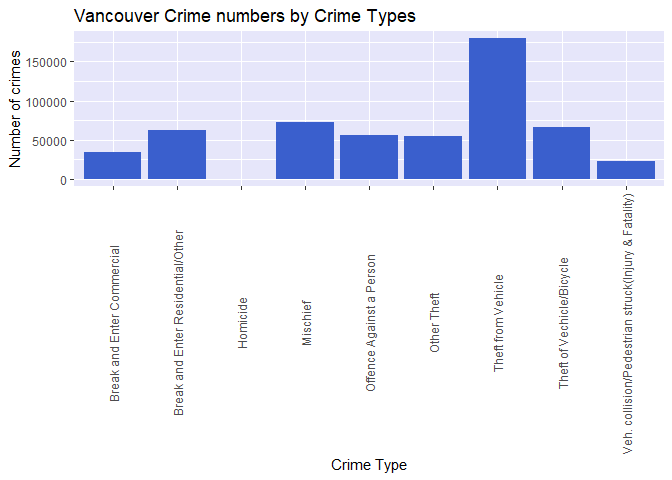 Vancouver Crime numbers by Crime Types
Number of crimes
150000
100000
50000
0
Break and Enter Commercial
Break and Enter Residential/Other
Homicide
Mischief
Offence Against a Person
Other Theft
Theft from Vehicle
Theft of Vechicle/Bicycle
Veh. collision/Pedestrian struck(Injury & Fatality)
Crime Type